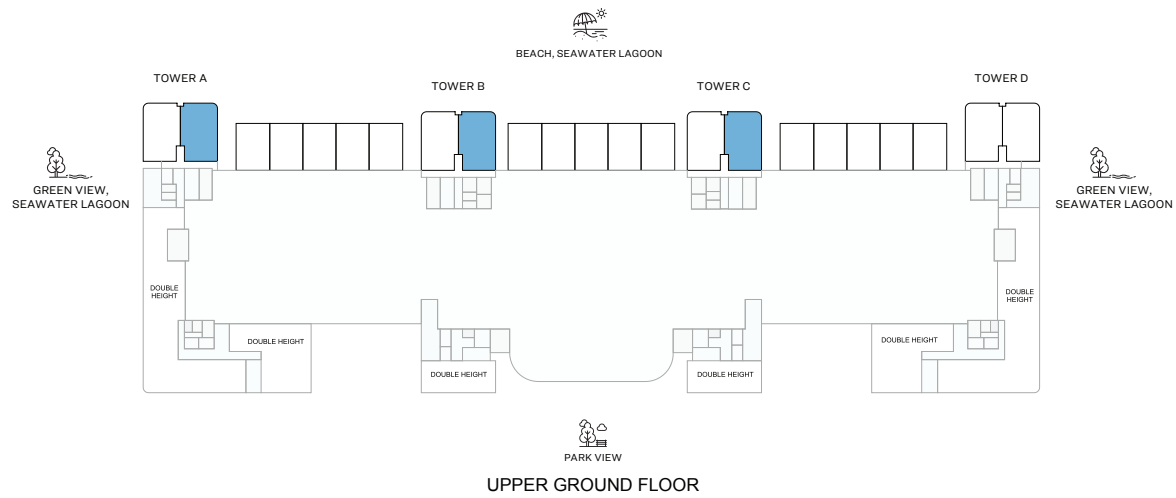 BEACH, SEAWATER LAGOON
TOWER A
TOWER B
TOWER C
TOWER D
GREEN VIEW,
SEAWATER LAGOON
GREEN VIEW,
SEAWATER LAGOON
DOUBLE
HEIGHT
DOUBLE
HEIGHT
DOUBLE HEIGHT
DOUBLE HEIGHT
DOUBLE HEIGHT
DOUBLE HEIGHT
PARK VIEW
UPPER GROUND FLOOR